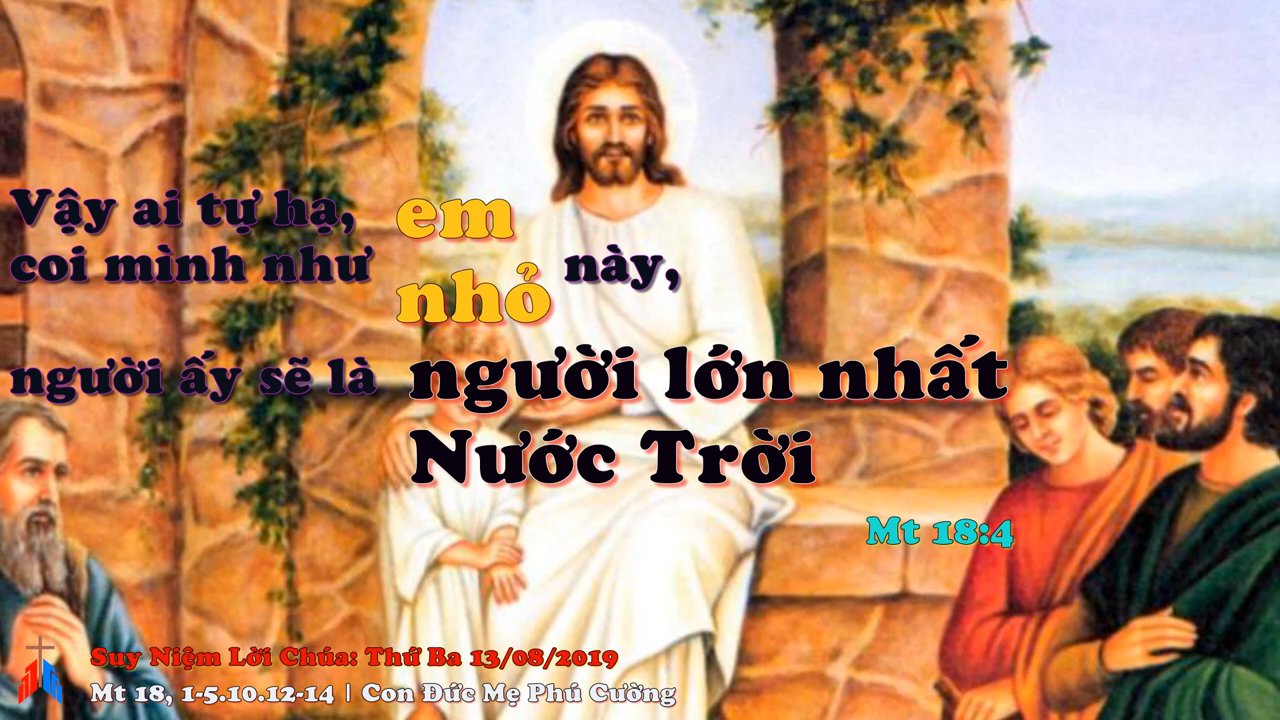 Vậy ai tự hạ,
coi mình như
em
nhỏ
này,
người ấy sẽ là
người lớn nhất
Nước Trời
Mt 18:4
Suy Niệm Lời Chúa: Thứ Ba 13/08/2019
Mt 18, 1-5.10.12-14 | Con Đức Mẹ Phú Cường